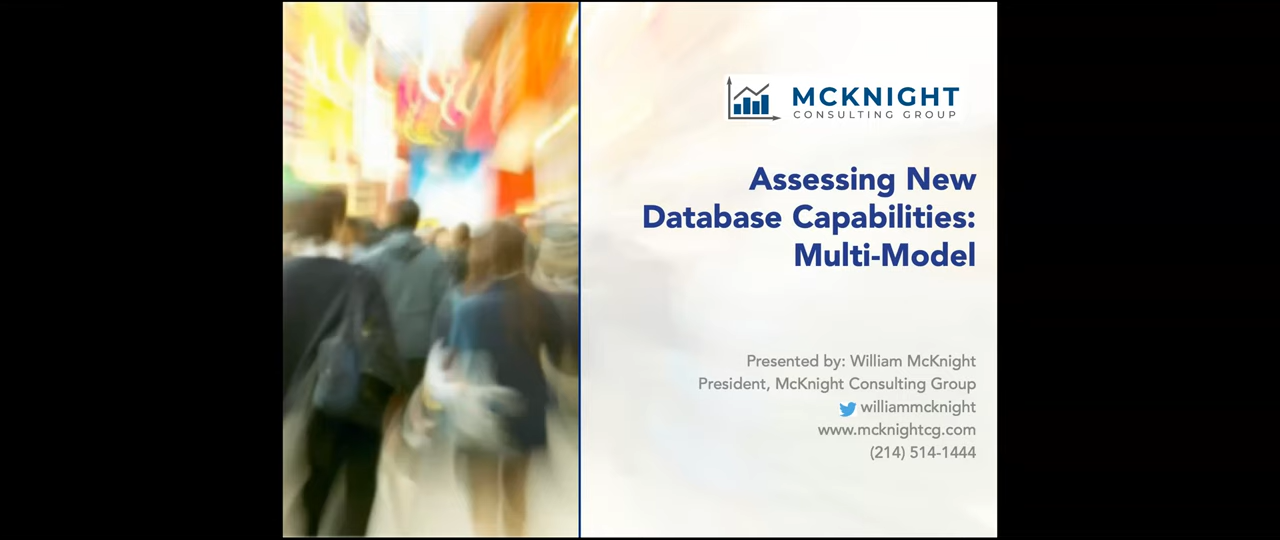 MCKNIGHT
CONSULTING GROUP
Assessing New
Database Capabilities:
Multi-Model
Presented by: William McKnight
President, McKnight Consulting Group
williammcknight
www.mcknightcg.com
(214) 514-1444